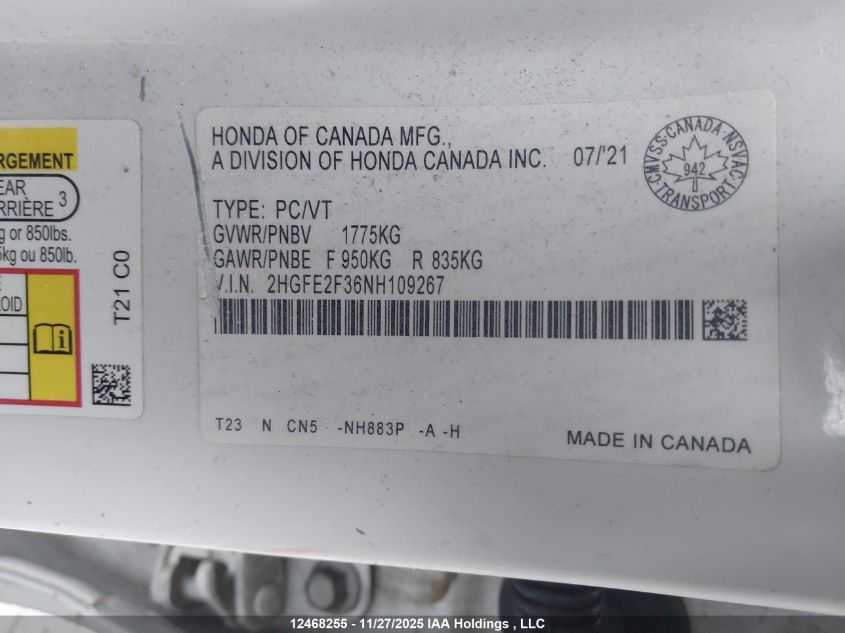 HONDA OF CANADA MFG.,
A DIVISION OF HONDA CANADA INC. 07/'21
CMVSS·CANADA·NSVAC
942
TRANSPORT
TYPE: PC/VT
GVWR/PNBV 1775KG
GAWR/PNBE F 950KG R 835KG
V.I.N. 2HGFE2F36NH109267
T23 N CN5 -NH883P -A -H
MADE IN CANADA
RGEMENT
EAR
RRIÈRE 3
g or 850lbs.
5kg ou 850lb.
E
OID
i
T21 C0
12468255 - 11/27/2025 IAA Holdings , LLC